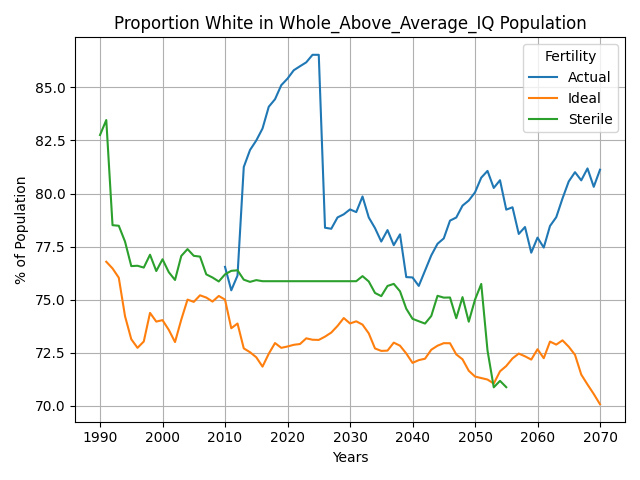 Proportion White in Whole_Above_Average_IQ Population
Fertility
Actual
Ideal
Sterile
% of Population
85.0
82.5
80.0
77.5
75.0
72.5
70.0
1990 2000 2010 2020 2030 2040 2050 2060 2070
Years